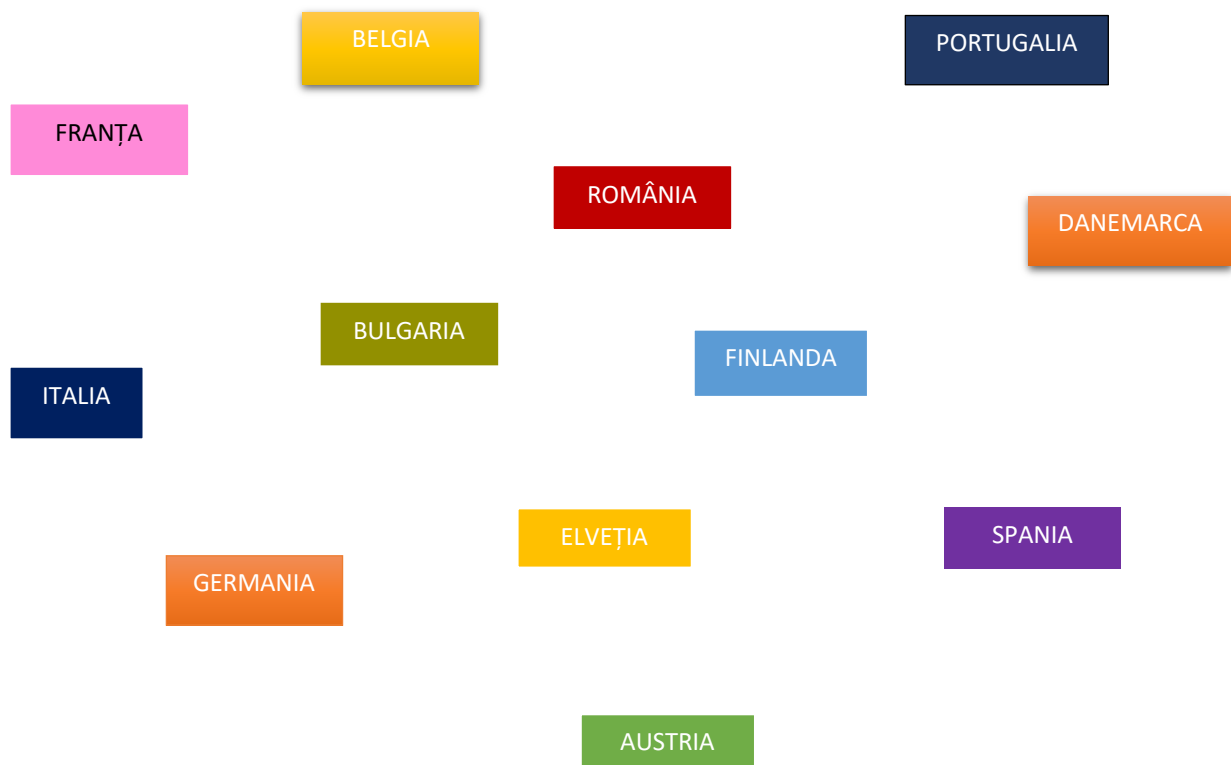 BELGIA
PORTUGALIA
FRANȚA
ROMÂNIA
DANEMARCA
BULGARIA
FINLANDA
ITALIA
ELVEȚIA
SPANIA
GERMANIA
AUSTRIA